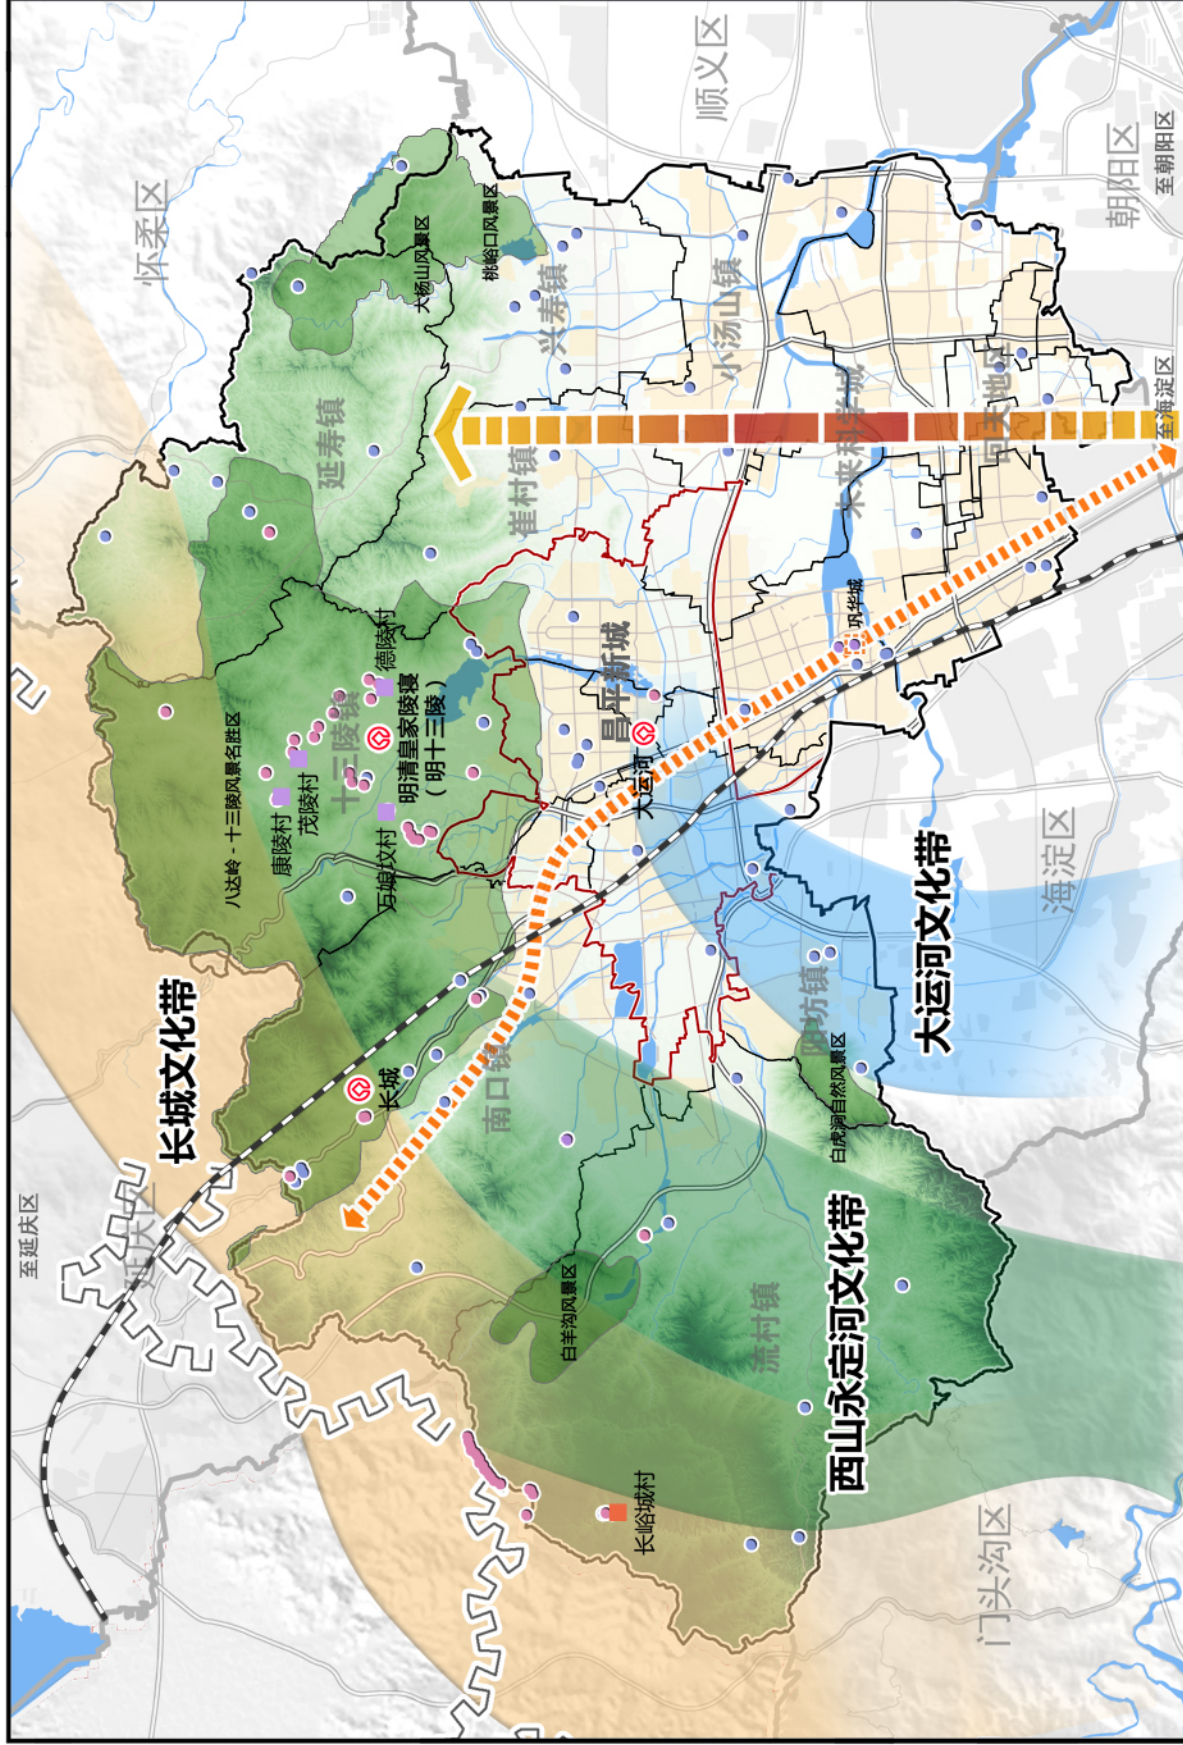 至延庆区
延庆区
长城文化带
怀柔区
顺义区
朝阳区
至朝阳区
八达岭-十三陵风景名胜区
康陵村
茂陵村
十三陵镇
万娘坟村
德陵村
明清皇家陵寝
（明十三陵）
延寿镇
大杨山风景区
桃峪口风景区
长城
南口镇
崔村镇
兴寿镇
昌平新城
大运河
小汤山镇
未来科学城
巩华城
回天地区
至海淀区
白羊沟风景区
长峪城村
流村镇
阳坊镇
白虎涧自然风景区
西山永定河文化带
大运河文化带
海淀区
门头沟区